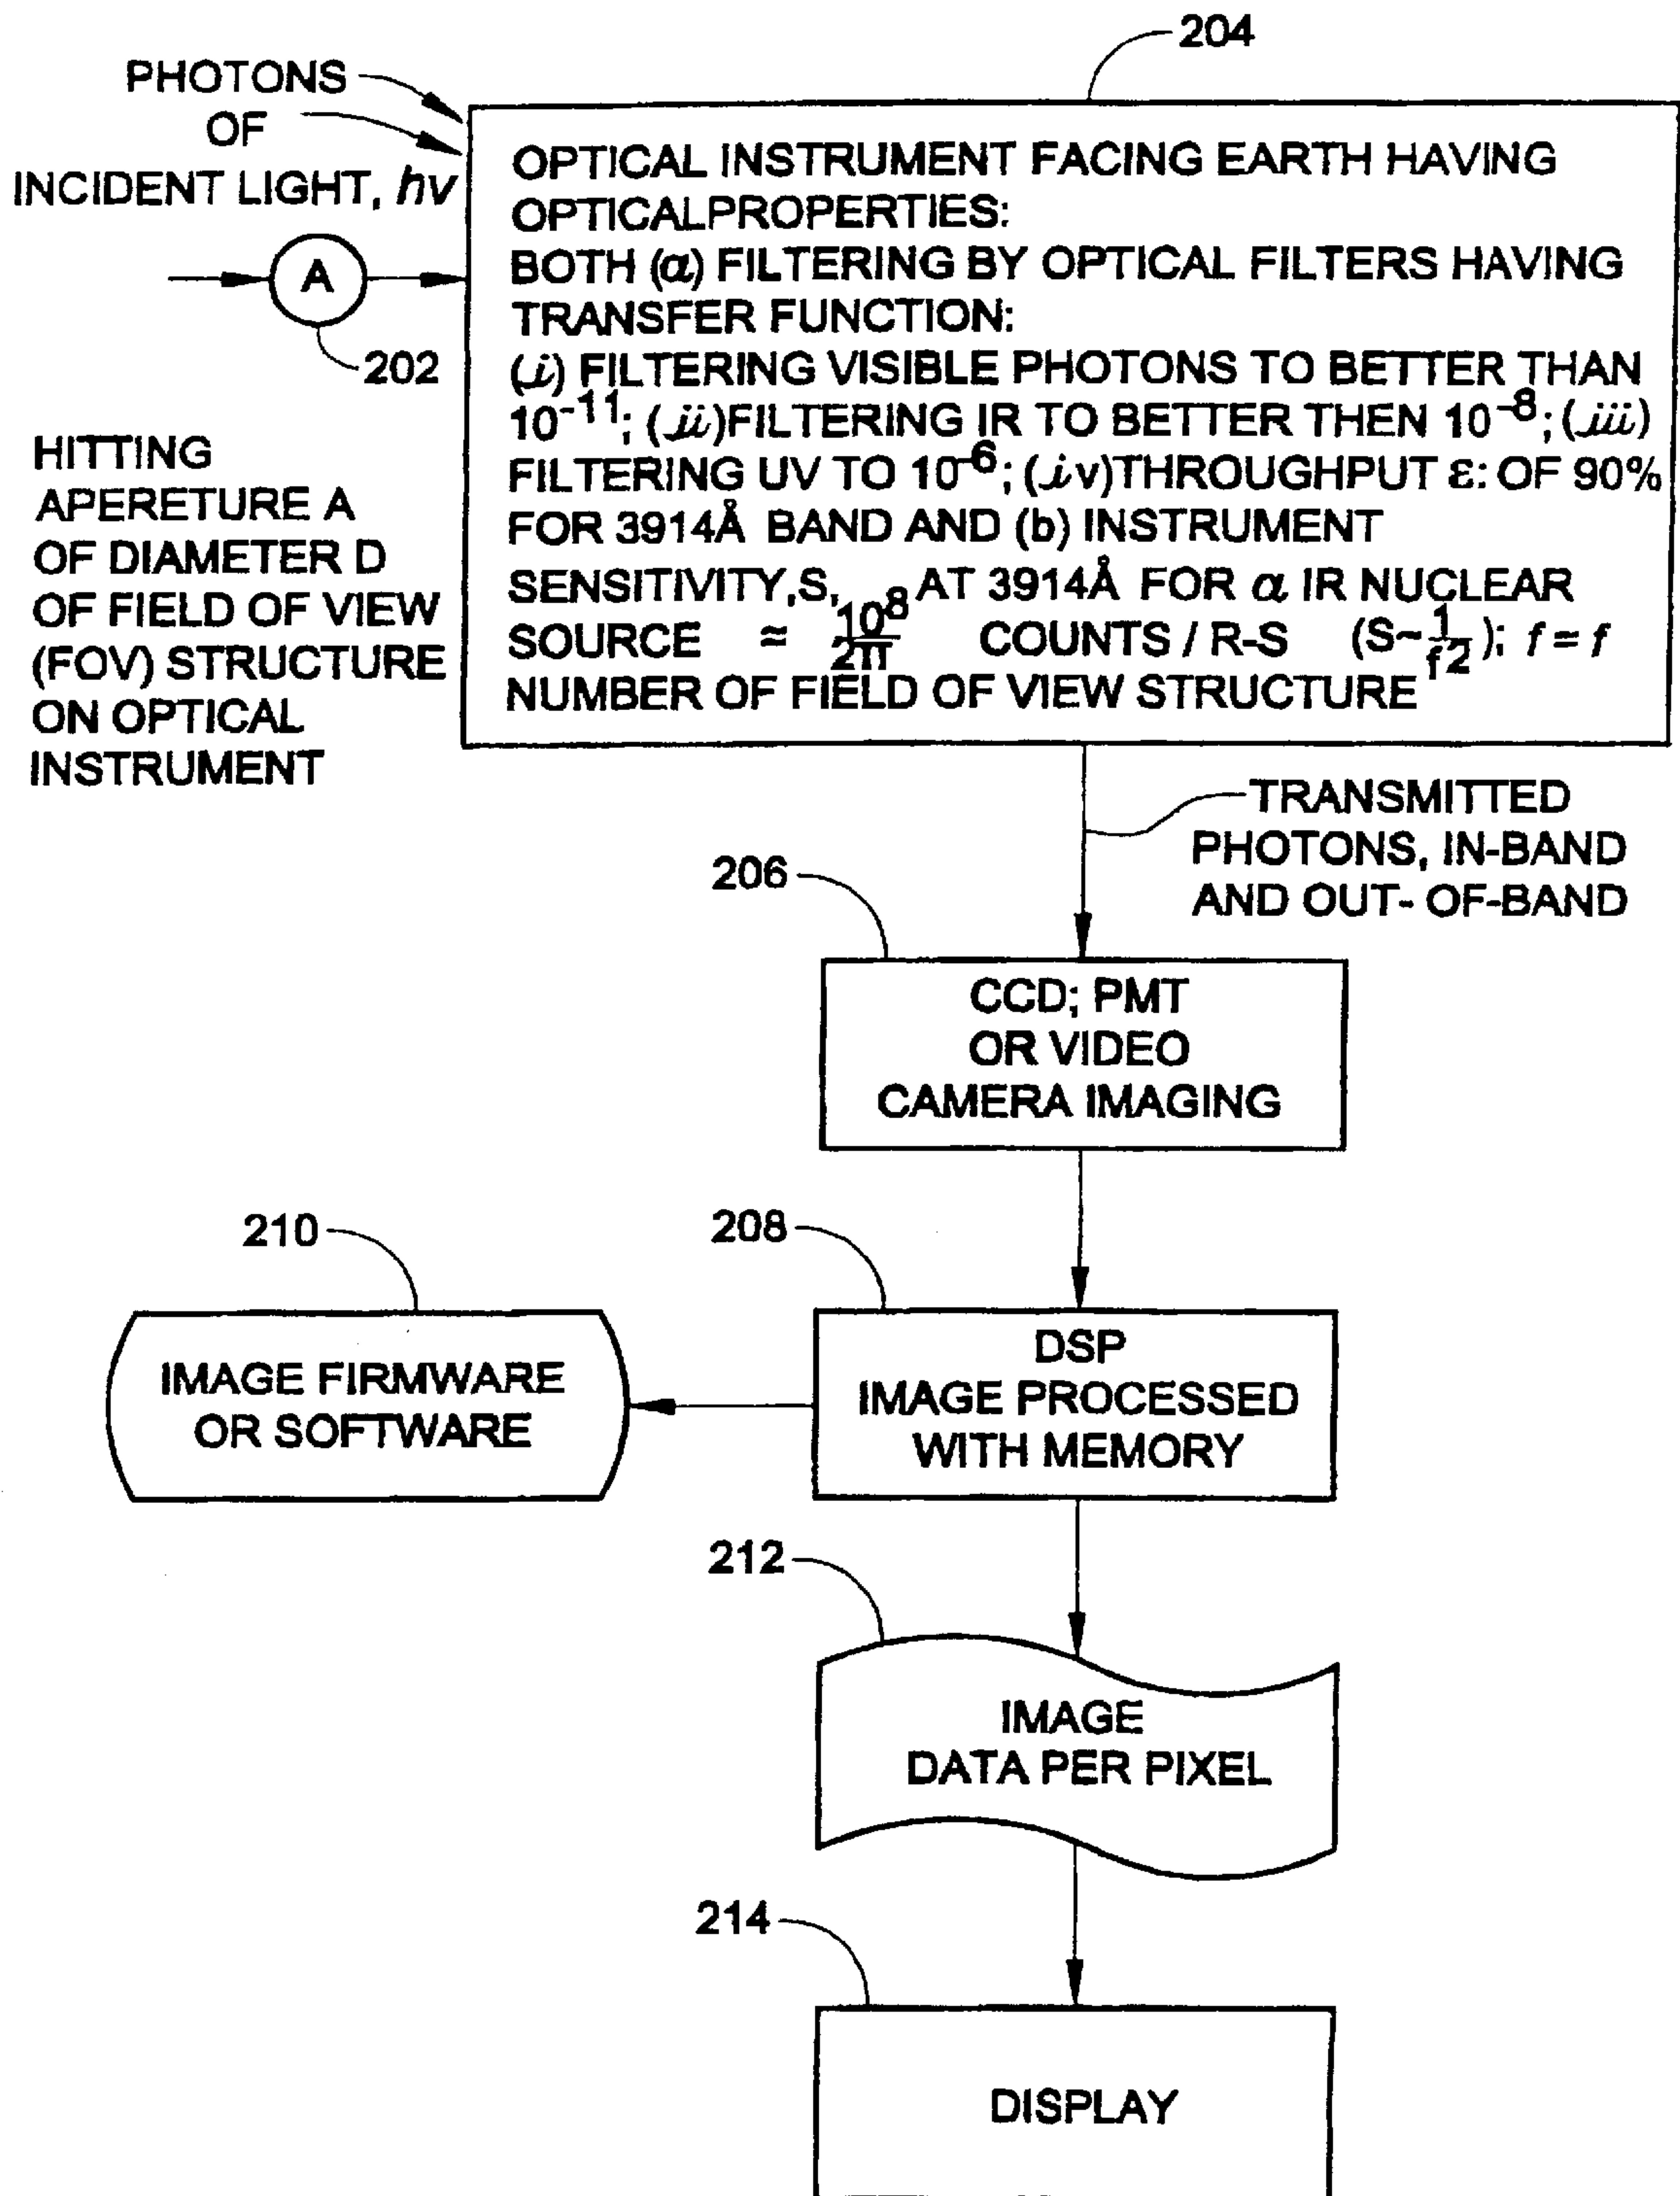 204
PHOTONS
OF
INCIDENT LIGHT, hν
A
202
HITTING
APERETURE A
OF DIAMETER D
OF FIELD OF VIEW
(FOV) STRUCTURE
ON OPTICAL
INSTRUMENT
OPTICAL INSTRUMENT FACING EARTH HAVING
OPTICALPROPERTIES:
BOTH (α) FILTERING BY OPTICAL FILTERS HAVING
TRANSFER FUNCTION:
(i) FILTERING VISIBLE PHOTONS TO BETTER THAN
10⁻¹¹; (ii)FILTERING IR TO BETTER THEN 10⁻⁸; (iii)
FILTERING UV TO 10⁻⁶; (iv)THROUGHPUT ε: OF 90%
FOR 3914Å BAND AND (b) INSTRUMENT
SENSITIVITY,S, AT 3914Å FOR α IR NUCLEAR
SOURCE ≈ 10⁸/2π COUNTS / R-S (S~1/f2); f = f
NUMBER OF FIELD OF VIEW STRUCTURE
TRANSMITTED
PHOTONS, IN-BAND
AND OUT- OF-BAND
206
CCD; PMT
OR VIDEO
CAMERA IMAGING
210
208
IMAGE FIRMWARE
OR SOFTWARE
DSP
IMAGE PROCESSED
WITH MEMORY
212
IMAGE
DATA PER PIXEL
214
DISPLAY